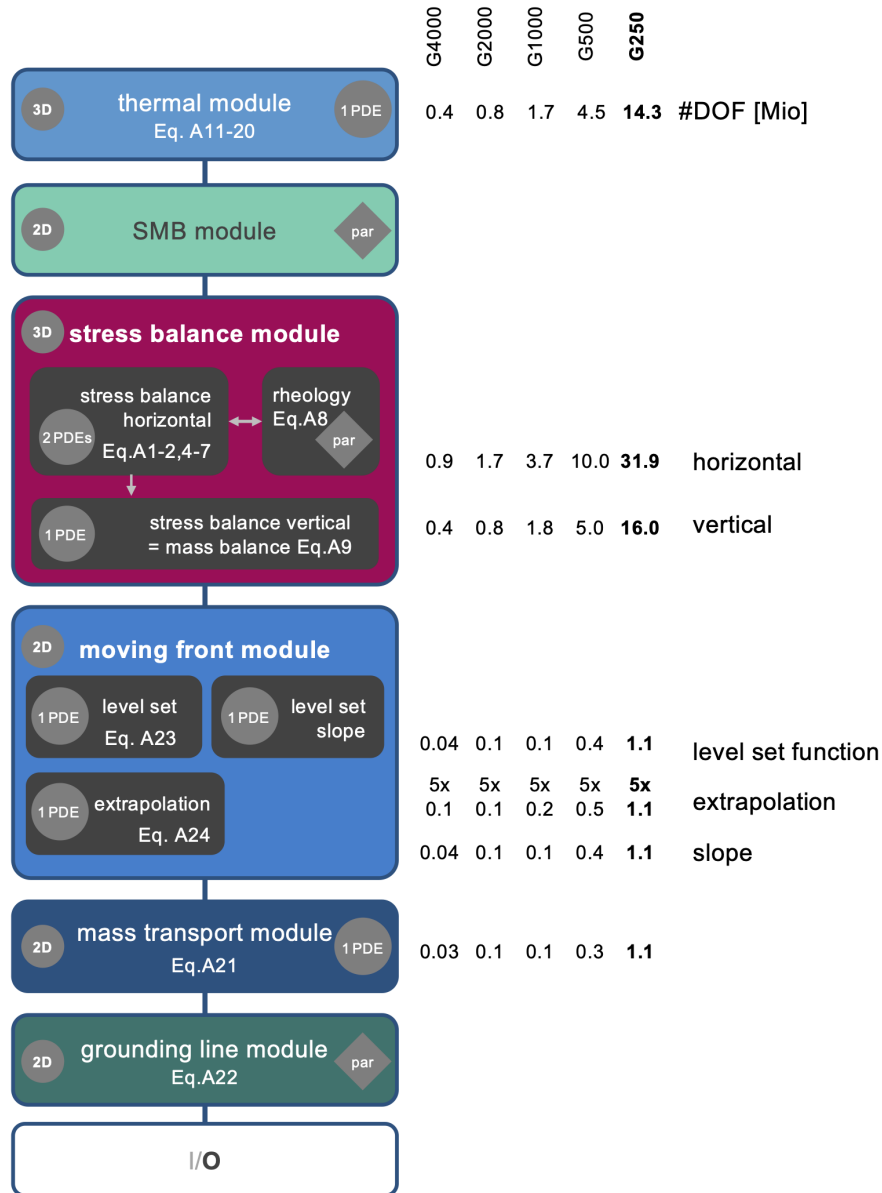 G4000 G2000 G1000 G500 G250
3D thermal module 1 PDE 0.4 0.8 1.7 4.5 14.3 #DOF [Mio]
Eq. A11-20
2D SMB module par
3D stress balance module
stress balance
horizontal
2 PDEs Eq.A1-2,4-7
rheology
Eq.A8
par
0.9 1.7 3.7 10.0 31.9 horizontal
1 PDE stress balance vertical
= mass balance Eq.A9
0.4 0.8 1.8 5.0 16.0 vertical
2D moving front module
1 PDE level set
Eq. A23
1 PDE level set
slope
0.04 0.1 0.1 0.4 1.1 level set function
1 PDE extrapolation
Eq. A24
5x 5x 5x 5x 5x
0.1 0.1 0.2 0.5 1.1 extrapolation
0.04 0.1 0.1 0.4 1.1 slope
2D mass transport module 1 PDE
Eq.A21
0.03 0.1 0.1 0.3 1.1
2D grounding line module par
Eq.A22
I/O